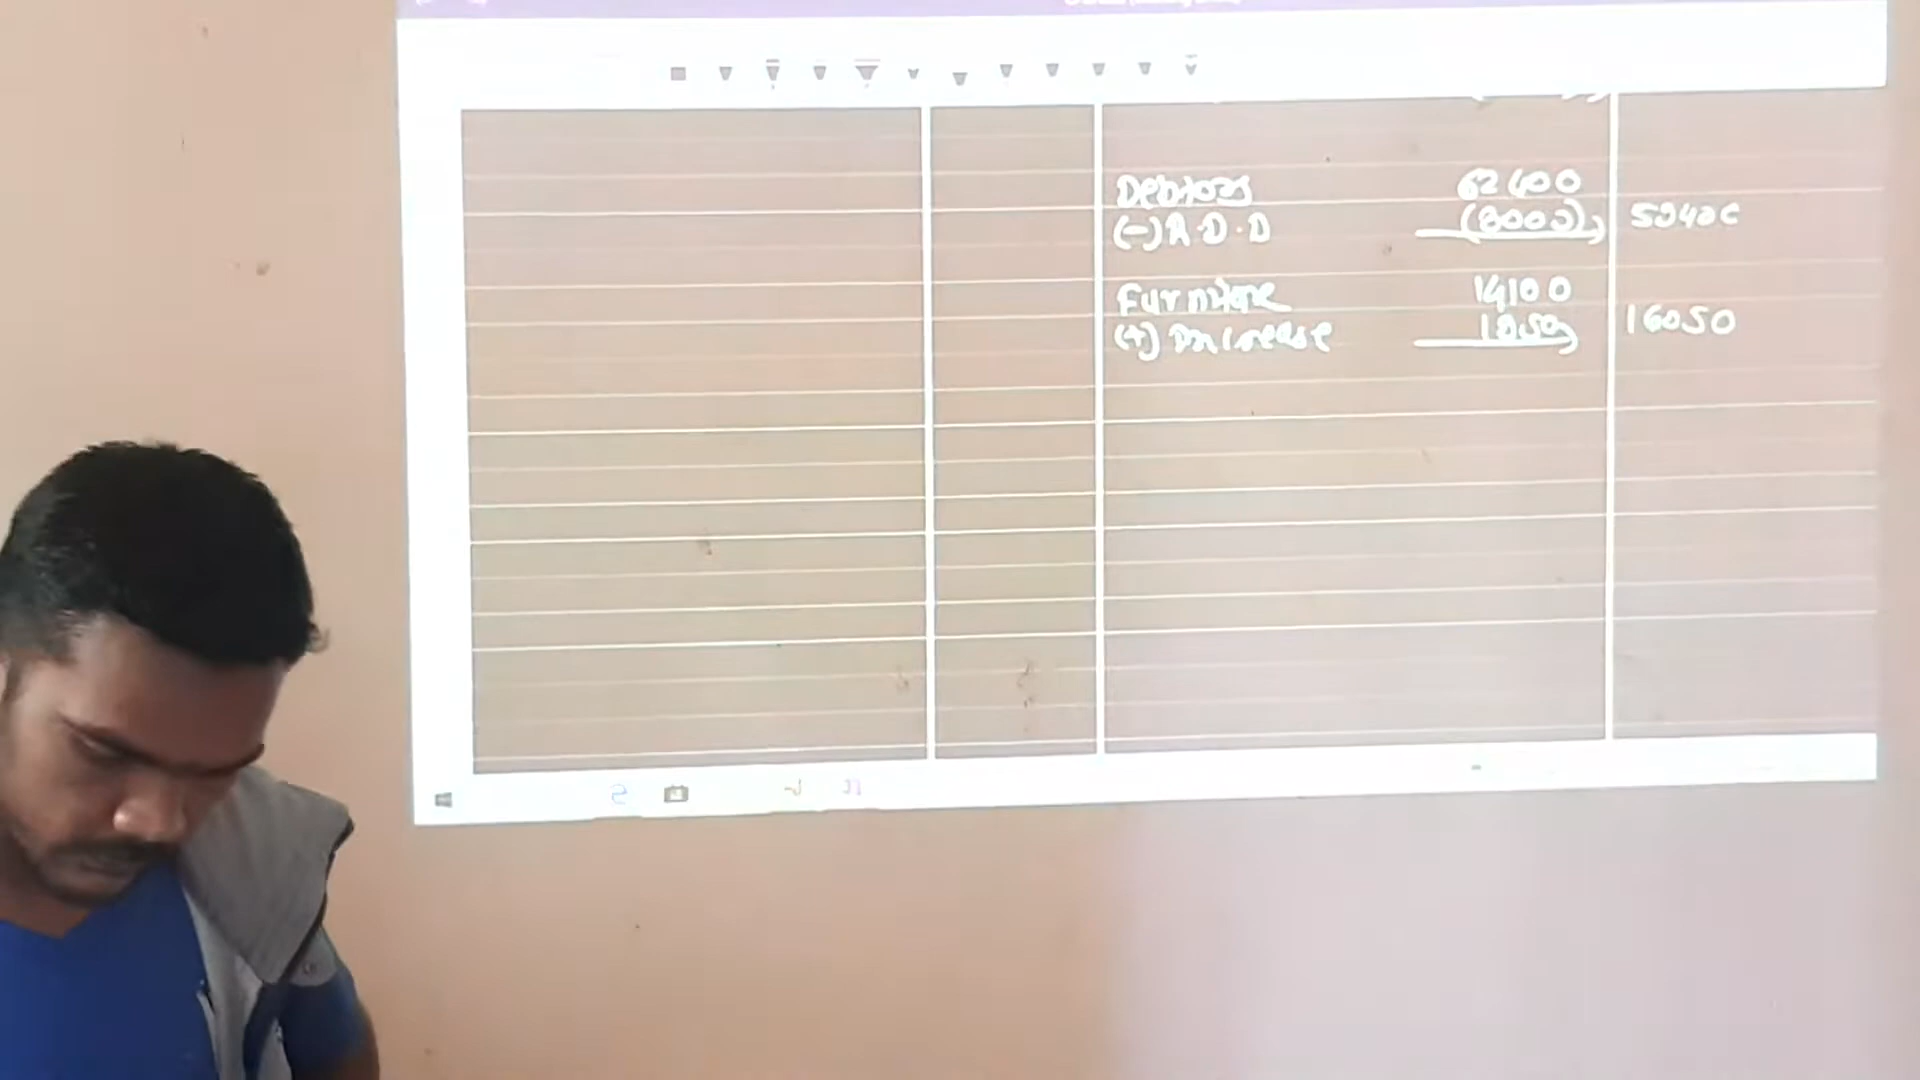 Debtors 62400
(-) R.D.D (3000) 59400
Furniture 14100
(+) Increase 1950 16050